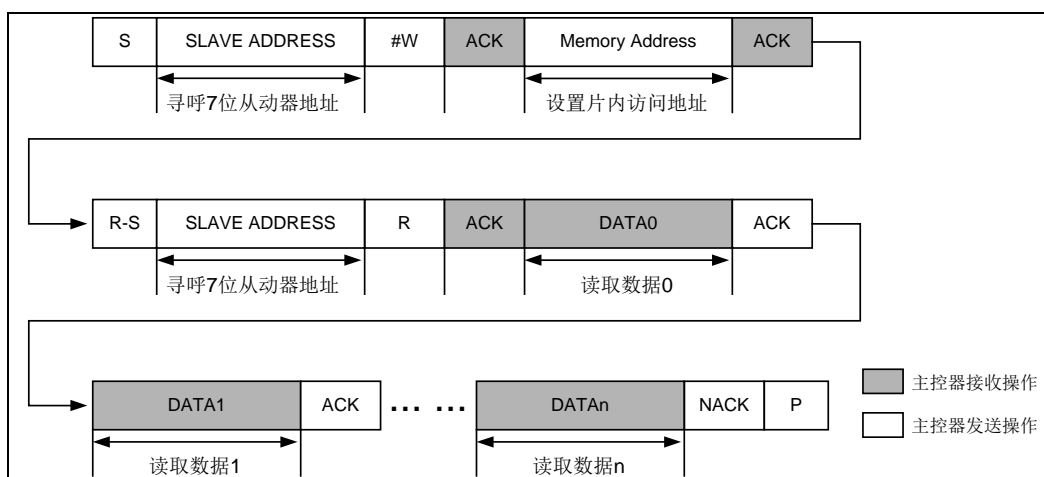 S SLAVE ADDRESS #W ACK Memory Address ACK
寻呼7位从动器地址 设置片内访问地址
R-S SLAVE ADDRESS R ACK DATA0 ACK
寻呼7位从动器地址 读取数据0
DATA1 ACK ... ... DATAn NACK P
主控器接收操作
主控器发送操作
读取数据1 读取数据n